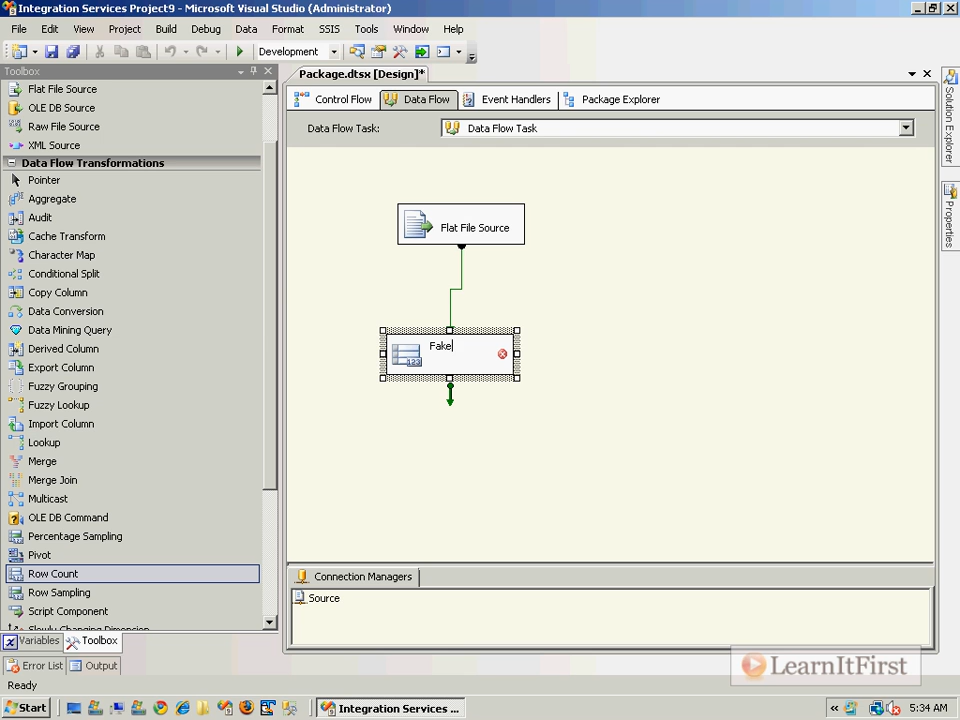 Integration Services Project9 - Microsoft Visual Studio (Administrator)
File Edit View Project Build Debug Data Format SSIS Tools Window Help
Development
Toolbox
Flat File Source
OLE DB Source
Raw File Source
XML Source
Data Flow Transformations
Pointer
Aggregate
Audit
Cache Transform
Character Map
Conditional Split
Copy Column
Data Conversion
Data Mining Query
Derived Column
Export Column
Fuzzy Grouping
Fuzzy Lookup
Import Column
Lookup
Merge
Merge Join
Multicast
OLE DB Command
Percentage Sampling
Pivot
Row Count
Row Sampling
Script Component
Slowly Changing Dimension
Variables Toolbox
Error List Output
Ready
Package.dtsx [Design]*
Control Flow Data Flow Event Handlers Package Explorer
Data Flow Task: Data Flow Task
Flat File Source
Fake
123
Connection Managers
Source
Solution Explorer
Properties
LearnItFirst
Start
Integration Services ...
5:34 AM